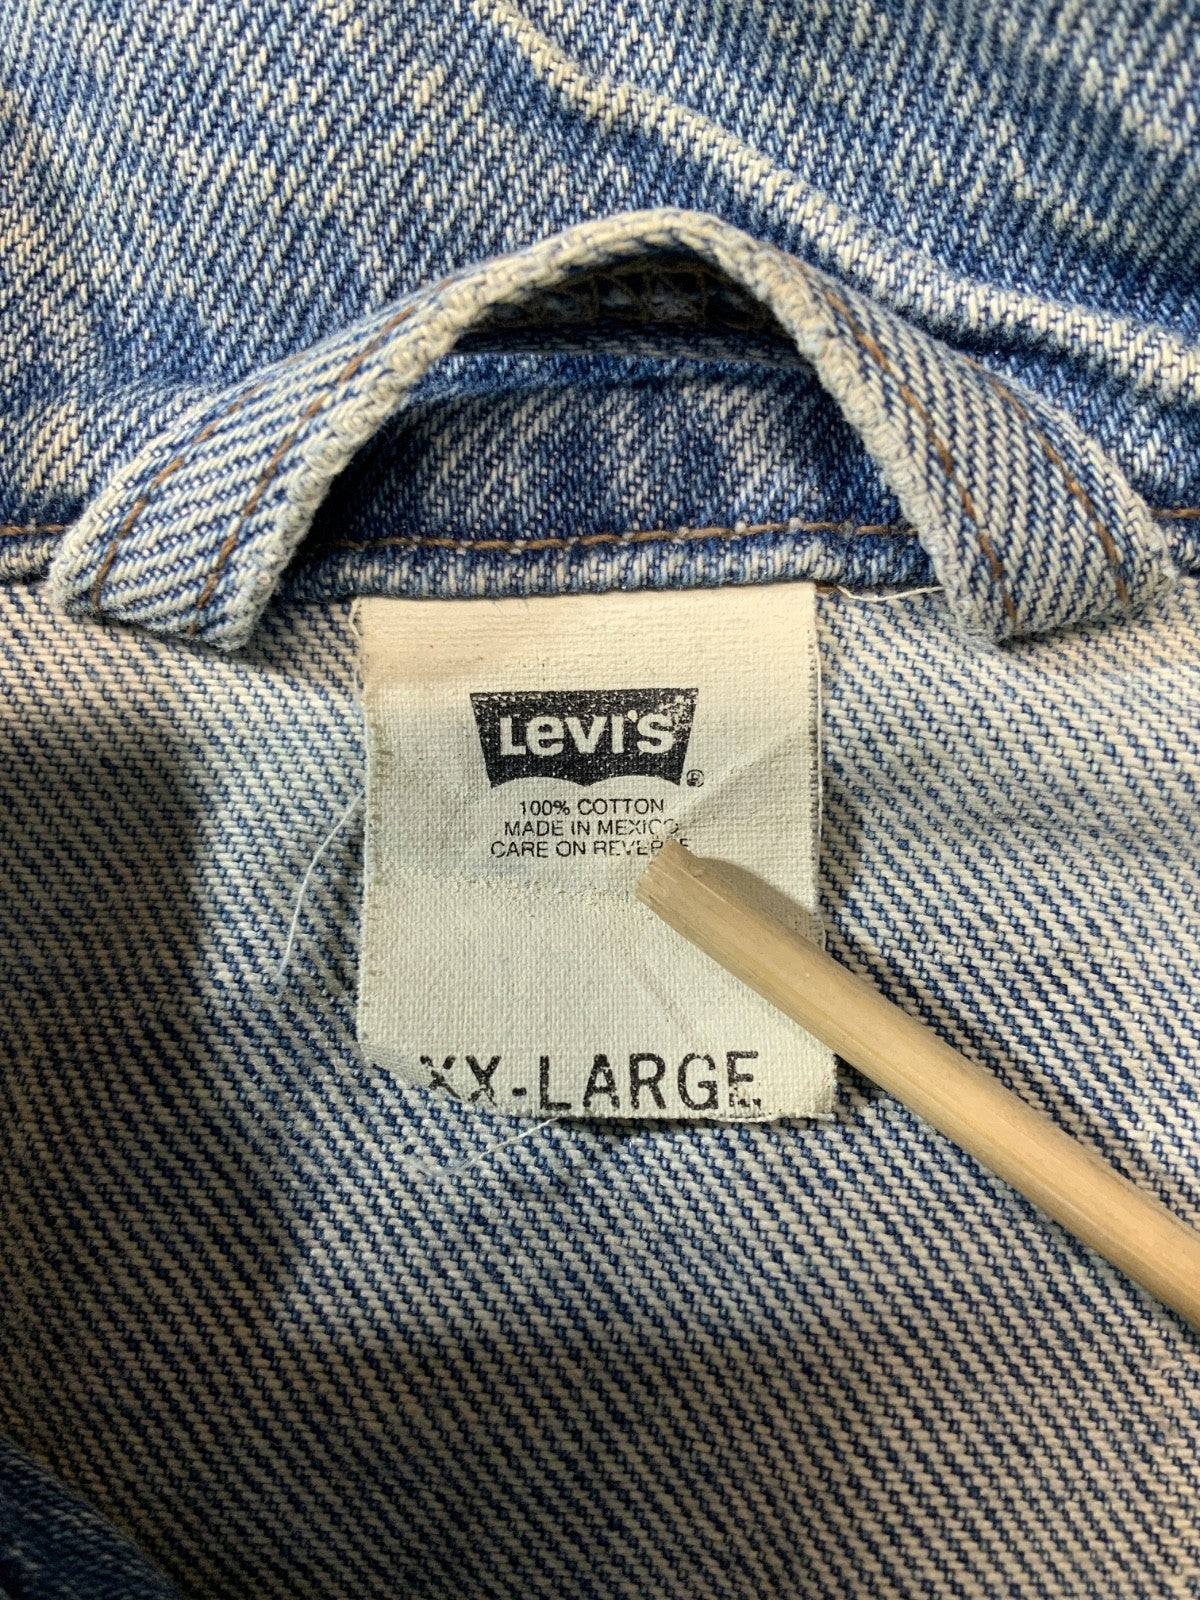 Levi's ®
100% COTTON
MADE IN MEXICO
CARE ON REVERSE
XX-LARGE